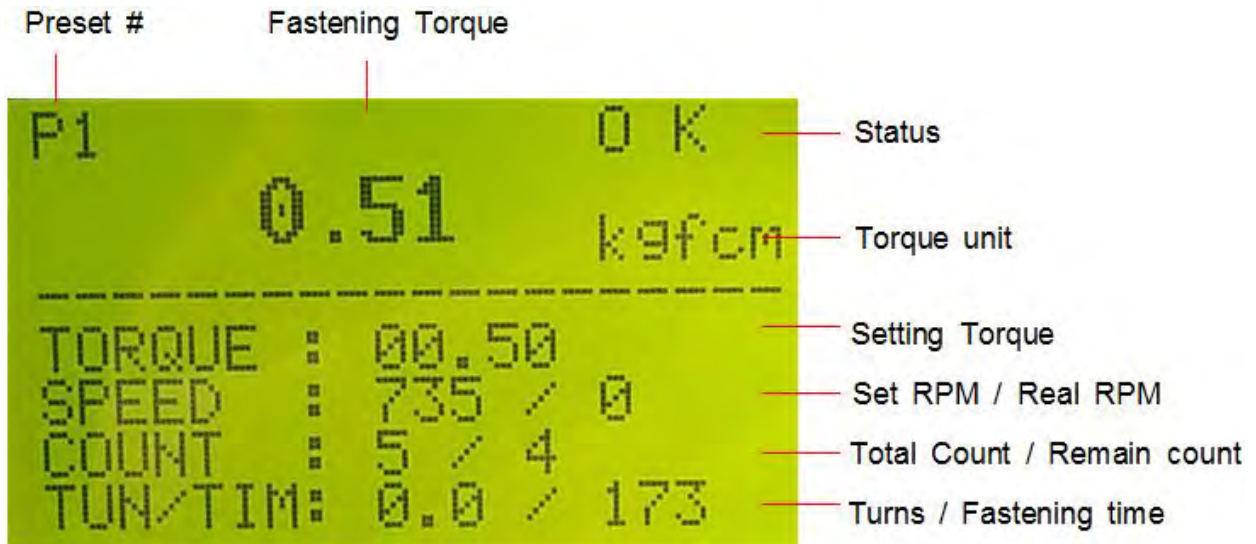 Preset # Fastening Torque
P1 OK Status
0.51 kgfcm Torque unit
TORQUE : 00.50 Setting Torque
SPEED : 735 / 0 Set RPM / Real RPM
COUNT : 5 / 4 Total Count / Remain count
TUN/TIM: 0.0 / 173 Turns / Fastening time